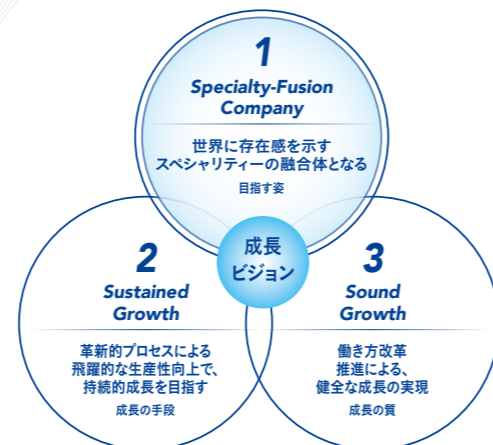 1
Specialty-Fusion
Company
世界に存在感を示す
スペシャリティーの融合体となる
目指す姿
成長
ビジョン
2
Sustained
Growth
革新的プロセスによる
飛躍的な生産性向上で、
持続的成長を目指す
成長の手段
3
Sound
Growth
働き方改革
推進による、
健全な成長の実現
成長の質